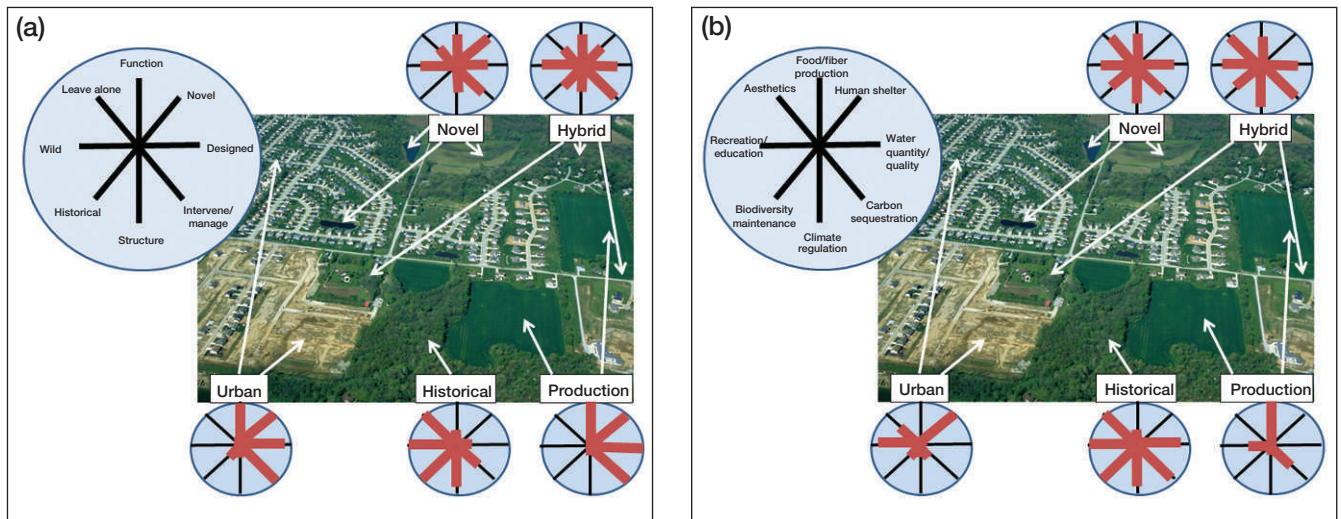 (a)
Function
Leave alone
Novel
Wild
Designed
Historical
Intervene/
manage
Structure
Novel
Hybrid
Urban
Historical
Production
(b)
Food/fiber
production
Aesthetics
Human shelter
Recreation/
education
Water
quantity/
quality
Biodiversity
maintenance
Carbon
sequestration
Climate
regulation
Novel
Hybrid
Urban
Historical
Production